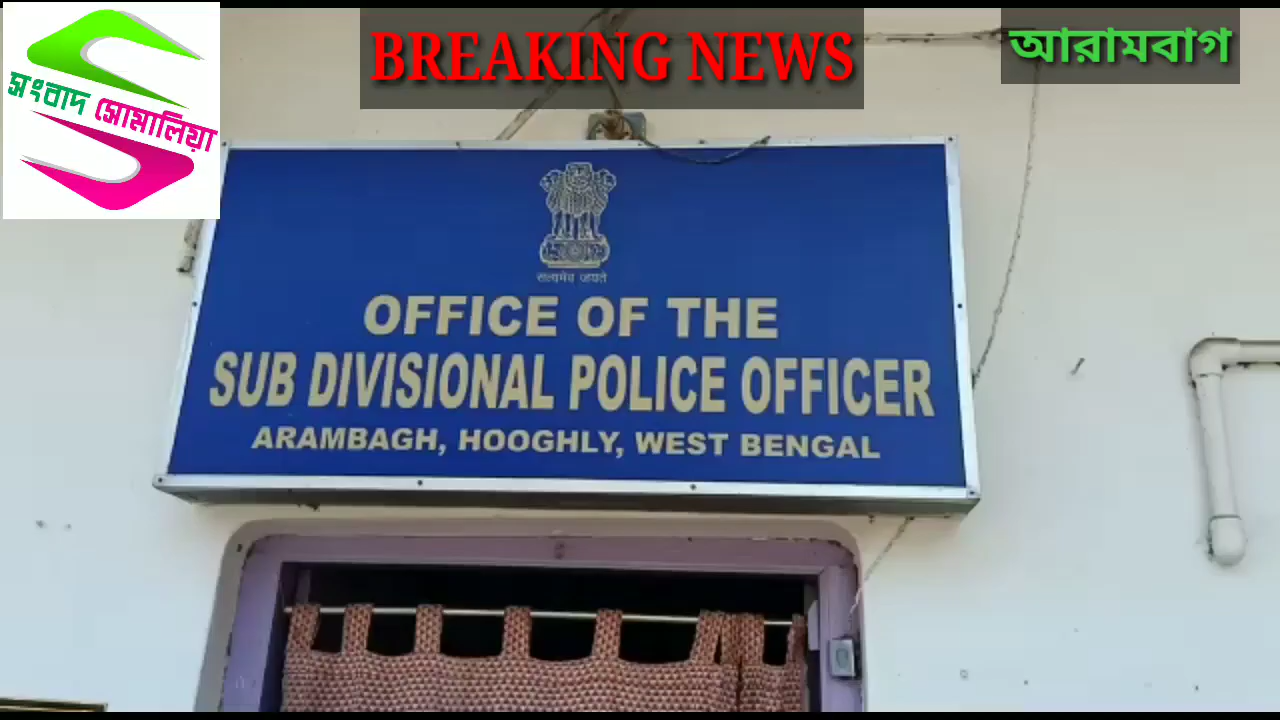 সংবাদ সোমালিয়া
BREAKING NEWS
আরামবাগ
सत्यमेव जयते
OFFICE OF THE
SUB DIVISIONAL POLICE OFFICER
ARAMBAGH, HOOGHLY, WEST BENGAL